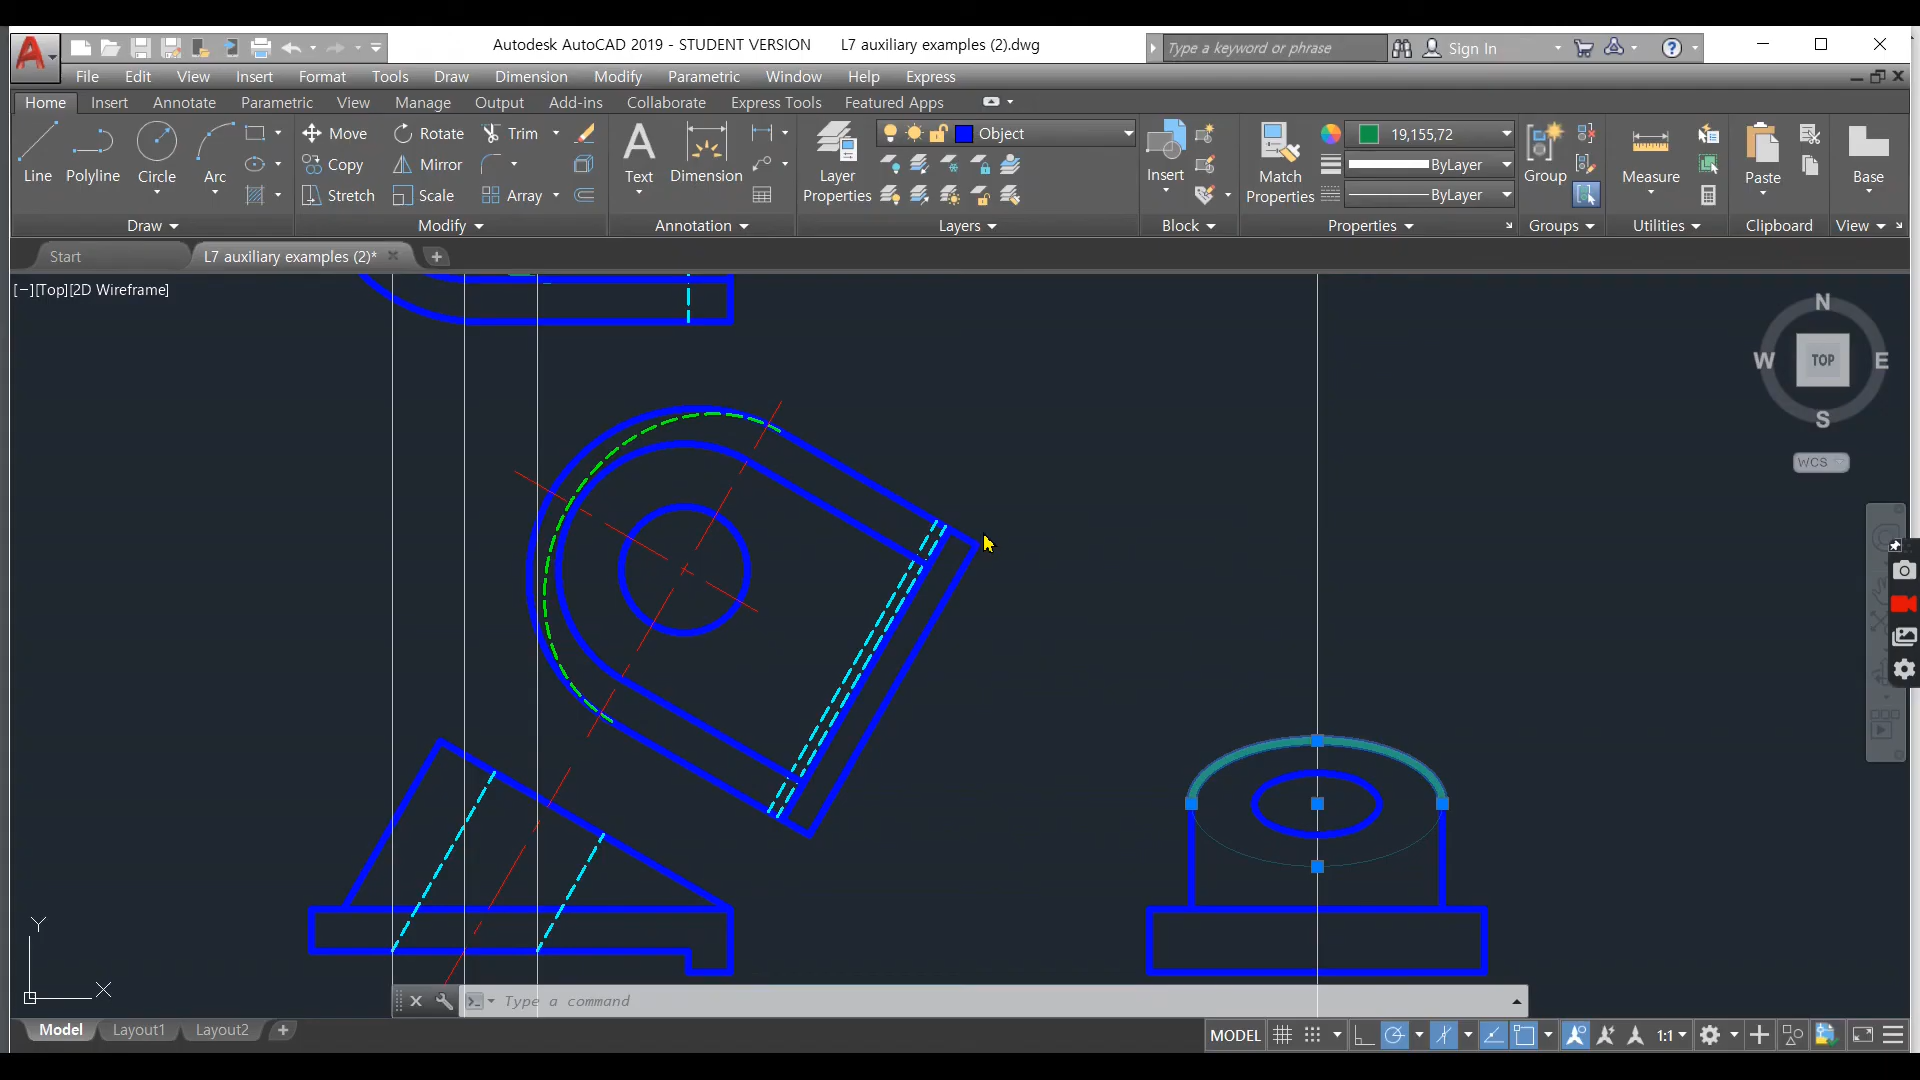 Autodesk AutoCAD 2019 - STUDENT VERSION L7 auxiliary examples (2).dwg
Type a keyword or phrase
Sign In
File Edit View Insert Format Tools Draw Dimension Modify Parametric Window Help Express
Home Insert Annotate Parametric View Manage Output Add-ins Collaborate Express Tools Featured Apps
Line Polyline Circle Arc
Move Rotate Trim
Copy Mirror
Stretch Scale Array
Text Dimension
Layer Properties
Object
Insert
Match Properties
19,155,72
ByLayer
ByLayer
Group
Measure
Paste
Base
Draw Modify Annotation Layers Block Properties Groups Utilities Clipboard View
Start L7 auxiliary examples (2)*
[−][Top][2D Wireframe]
N
W TOP E
S
WCS
Y
X
Type a command
Model Layout1 Layout2
MODEL 1:1